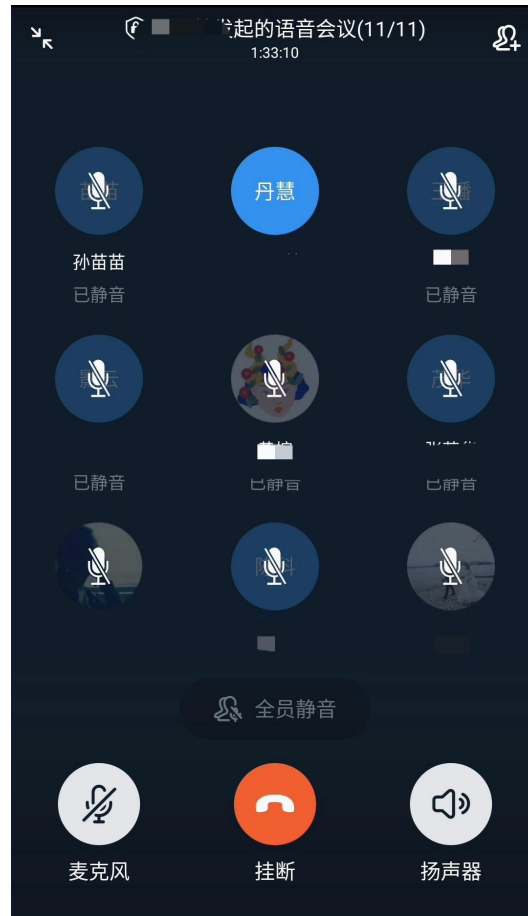 发起的语音会议(11/11)
1:33:10
丹慧
孙苗苗
已静音
已静音
已静音
已静音
已静音
全员静音
麦克风
挂断
扬声器